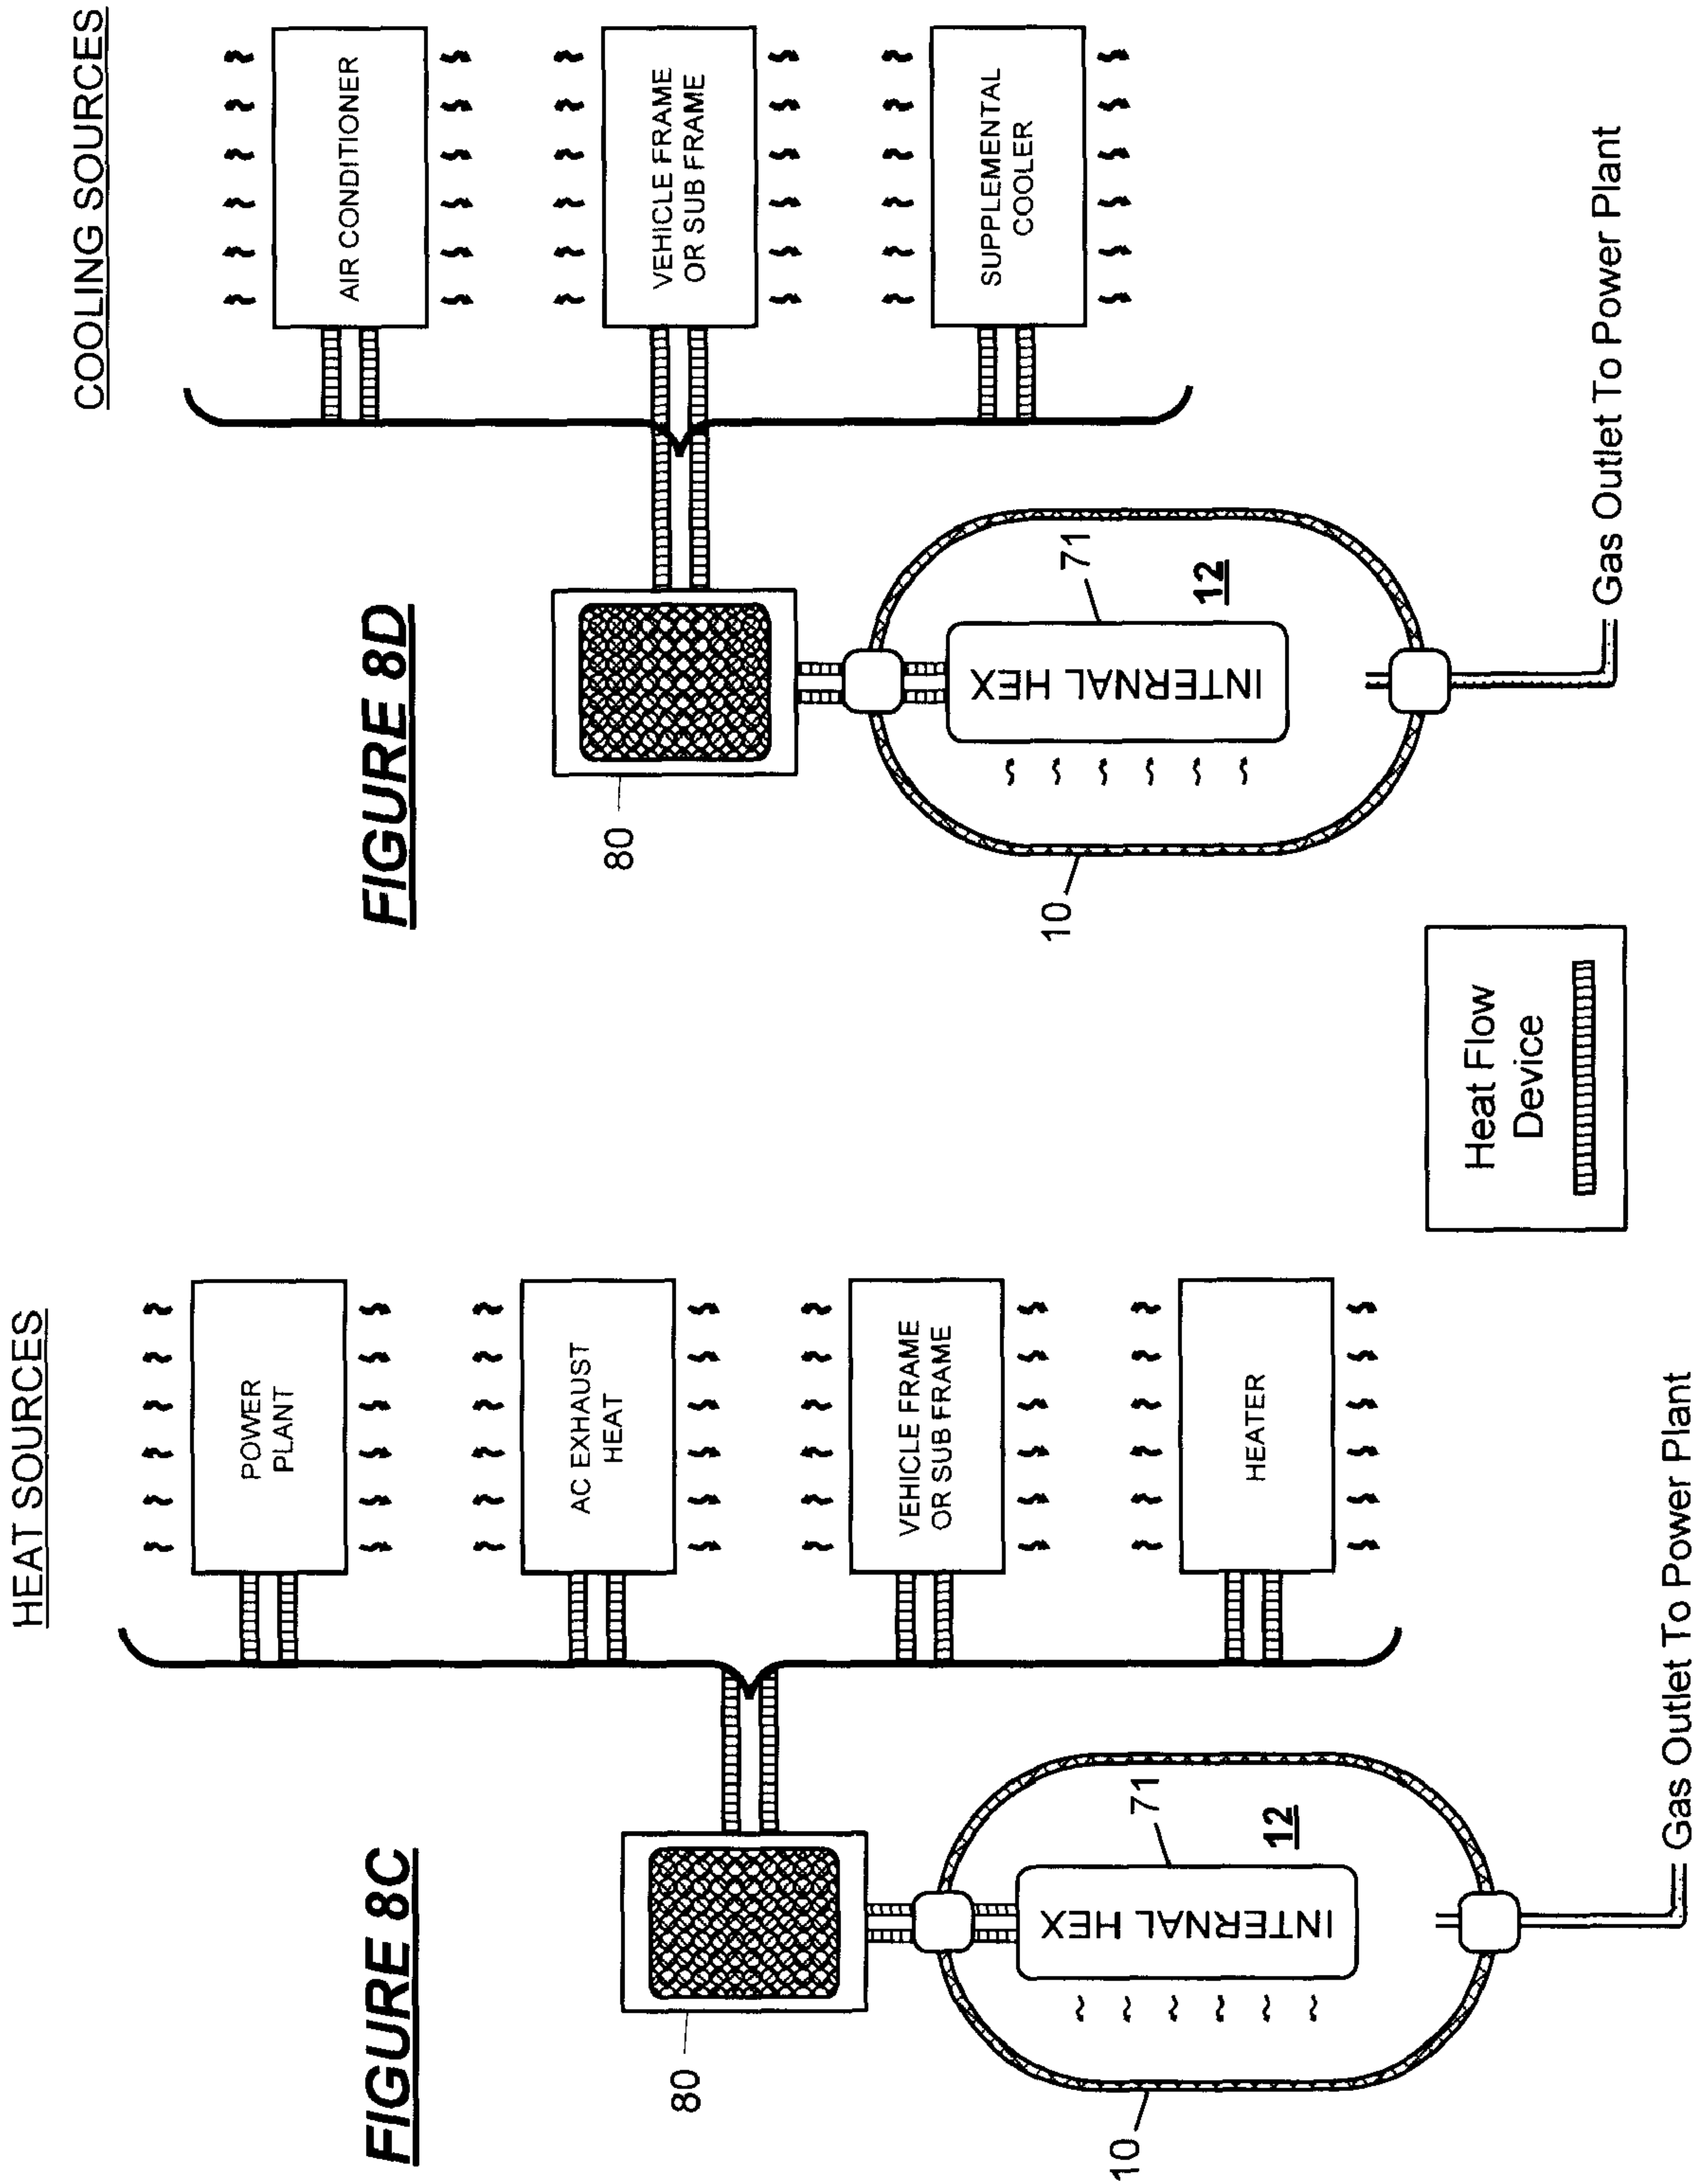 HEAT SOURCES
FIGURE 8C
POWER
PLANT
AC EXHAUST
HEAT
VEHICLE FRAME
OR SUB FRAME
HEATER
80
10
71
12
INTERNAL HEX
Gas Outlet To Power Plant
COOLING SOURCES
FIGURE 8D
AIR CONDITIONER
VEHICLE FRAME
OR SUB FRAME
SUPPLEMENTAL
COOLER
80
10
71
12
INTERNAL HEX
Gas Outlet To Power Plant
Heat Flow
Device